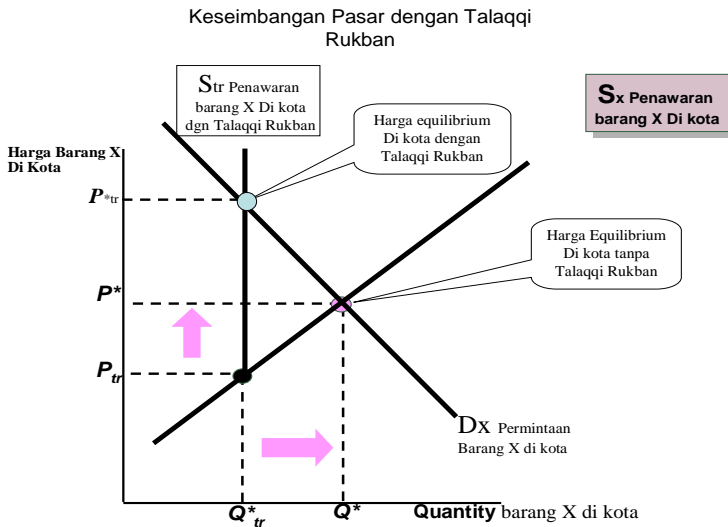 Keseimbangan Pasar dengan Talaqqi
Rukban
Str Penawaran
barang X Di kota
dgn Talaqqi Rukban
Sx Penawaran
barang X Di kota
Harga equilibrium
Di kota dengan
Talaqqi Rukban
Harga Barang X
Di Kota
P*tr
Harga Equilibrium
Di kota tanpa
Talaqqi Rukban
P*
Ptr
Dx Permintaan
Barang X di kota
Q*tr
Q*
Quantity barang X di kota